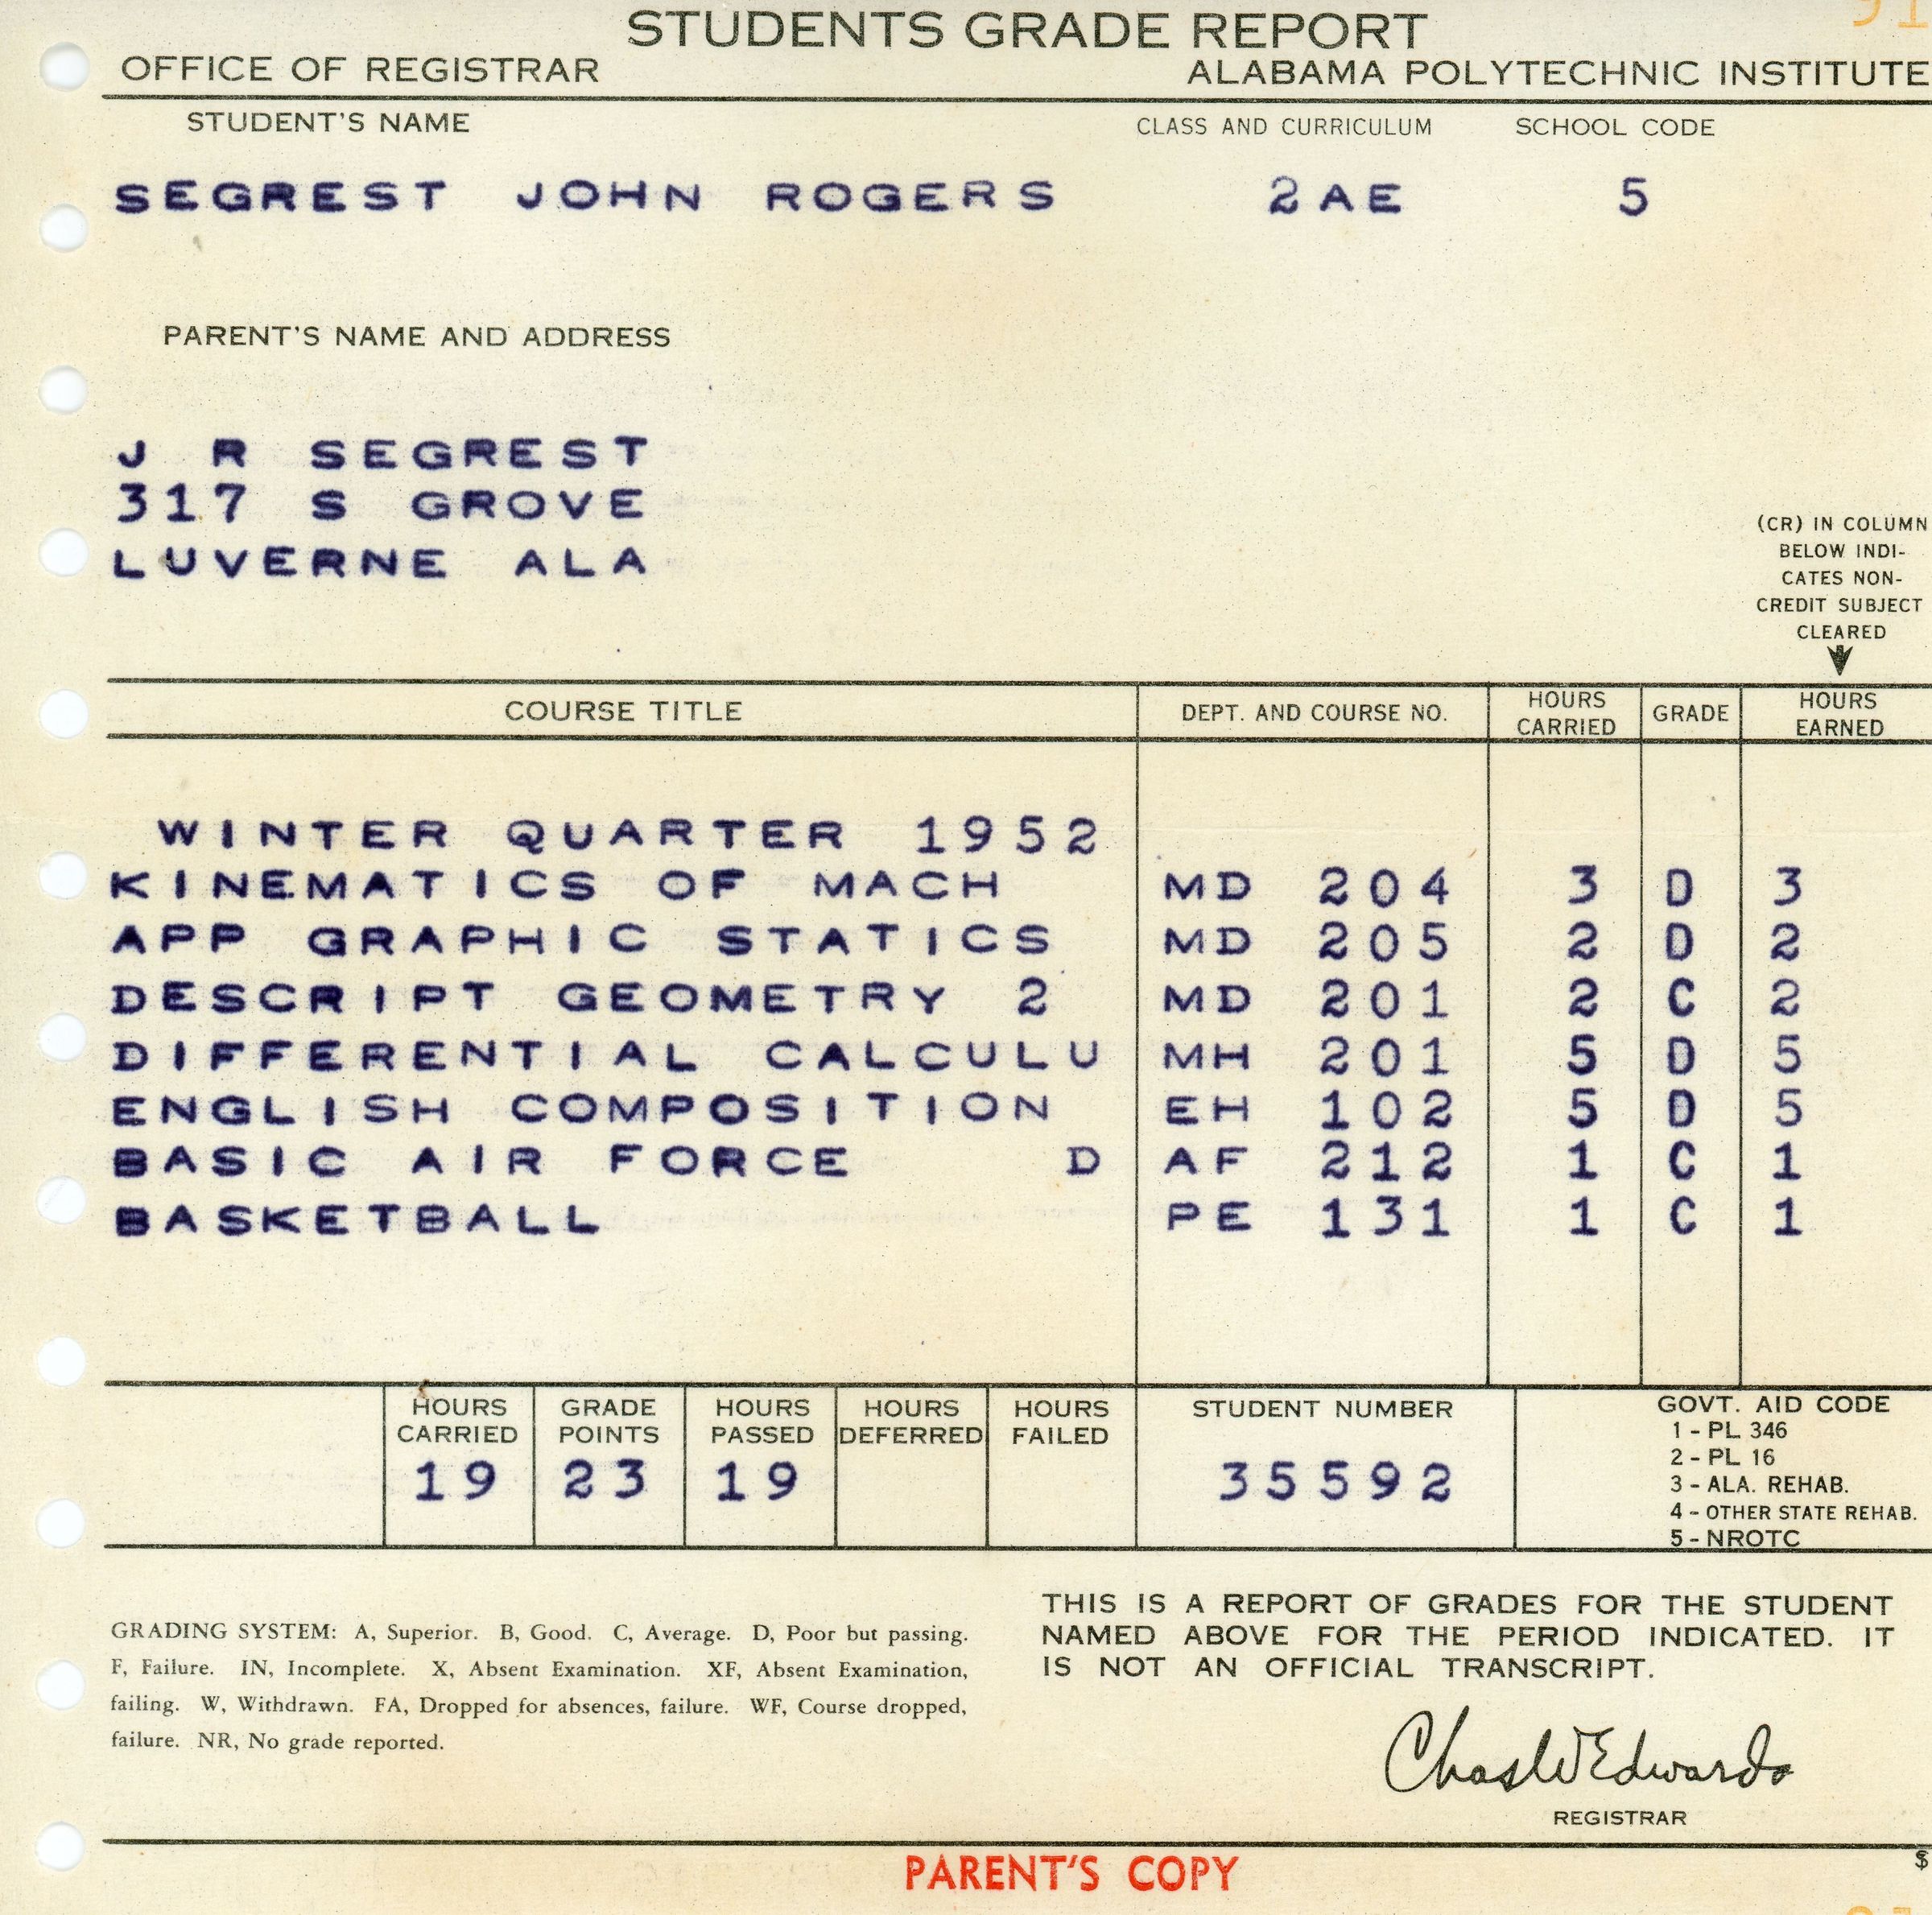 91
STUDENTS GRADE REPORT
OFFICE OF REGISTRAR ALABAMA POLYTECHNIC INSTITUTE
STUDENT'S NAME CLASS AND CURRICULUM SCHOOL CODE
SEGREST JOHN ROGERS 2AE 5
PARENT'S NAME AND ADDRESS
J R SEGREST
317 S GROVE
LUVERNE ALA
(CR) IN COLUMN
BELOW INDI-
CATES NON-
CREDIT SUBJECT
CLEARED
COURSE TITLE DEPT. AND COURSE NO. HOURS CARRIED GRADE HOURS EARNED
WINTER QUARTER 1952
KINEMATICS OF MACH MD 204 3 D 3
APP GRAPHIC STATICS MD 205 2 D 2
DESCRIPT GEOMETRY 2 MD 201 2 C 2
DIFFERENTIAL CALCULU MH 201 5 D 5
ENGLISH COMPOSITION EH 102 5 D 5
BASIC AIR FORCE D AF 212 1 C 1
BASKETBALL PE 131 1 C 1
HOURS CARRIED GRADE POINTS HOURS PASSED HOURS DEFERRED HOURS FAILED STUDENT NUMBER
19 23 19 35592
GOVT. AID CODE
1 - PL 346
2 - PL 16
3 - ALA. REHAB.
4 - OTHER STATE REHAB.
5 - NROTC
GRADING SYSTEM: A, Superior. B, Good. C, Average. D, Poor but passing.
F, Failure. IN, Incomplete. X, Absent Examination. XF, Absent Examination,
failing. W, Withdrawn. FA, Dropped for absences, failure. WF, Course dropped,
failure. NR, No grade reported.
THIS IS A REPORT OF GRADES FOR THE STUDENT
NAMED ABOVE FOR THE PERIOD INDICATED. IT
IS NOT AN OFFICIAL TRANSCRIPT.
Chas W Edwards
REGISTRAR
PARENT'S COPY
$